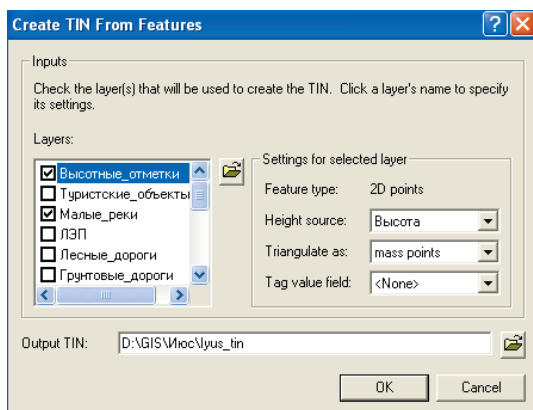 Create TIN From Features
Inputs
Check the layer(s) that will be used to create the TIN. Click a layer's name to specify
its settings.
Layers:
Высотные_отметки
Туристские_объекты
Малые_реки
ЛЭП
Лесные_дороги
Грунтовые_дороги
Settings for selected layer
Feature type: 2D points
Height source: Высота
Triangulate as: mass points
Tag value field: <None>
Output TIN: D:\GIS\Июс\Iyus_tin
OK Cancel